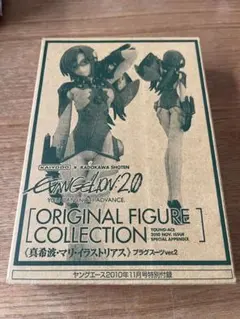 KAIYODO × KADOKAWA SHOTEN
EVANGELION:2.0
YOU CAN (NOT) ADVANCE.
[ORIGINAL FIGURE
COLLECTION
YOUNG-ACE
2010 NOV. ISSUE
SPECIAL APPENDIX
《真希波・マリ・イラストリアス》 プラグスーツver.2
ヤングエース2010年11月号特別付録